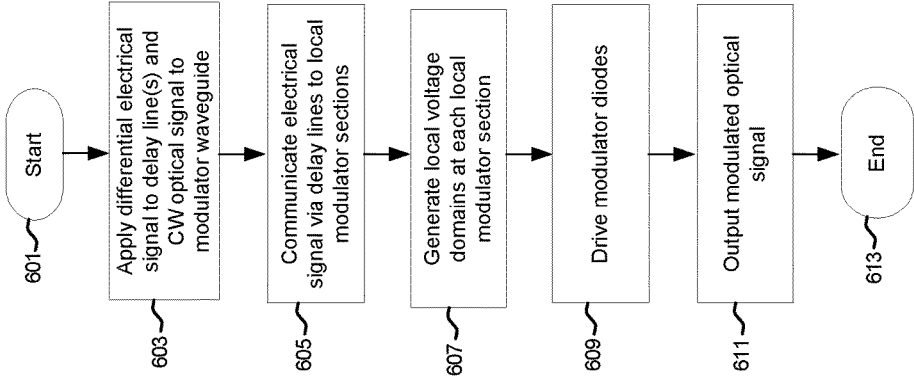 Start
601
Apply differential electrical
signal to delay line(s) and
CW optical signal to
modulator waveguide
603
Communicate electrical
signal via delay lines to local
modulator sections
605
Generate local voltage
domains at each local
modulator section
607
Drive modulator diodes
609
Output modulated optical
signal
611
End
613